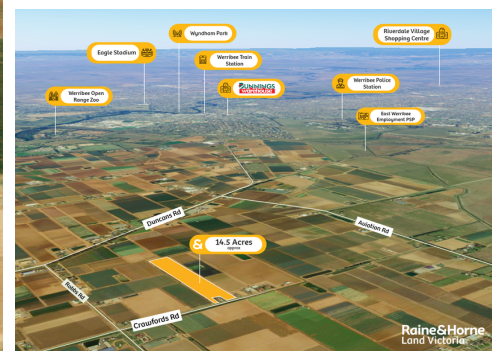 Wyndham Park
Riverdale Village
Shopping Centre
Eagle Stadium
Werribee Train
Station
BUNNINGS
warehouse
Werribee Police
Station
Werribee Open
Range Zoo
East Werribee
Employment PSP
Duncans Rd
Aviation Rd
14.5 Acres
approx
Robbs Rd
Crawfords Rd
Raine&Horne
Land Victoria